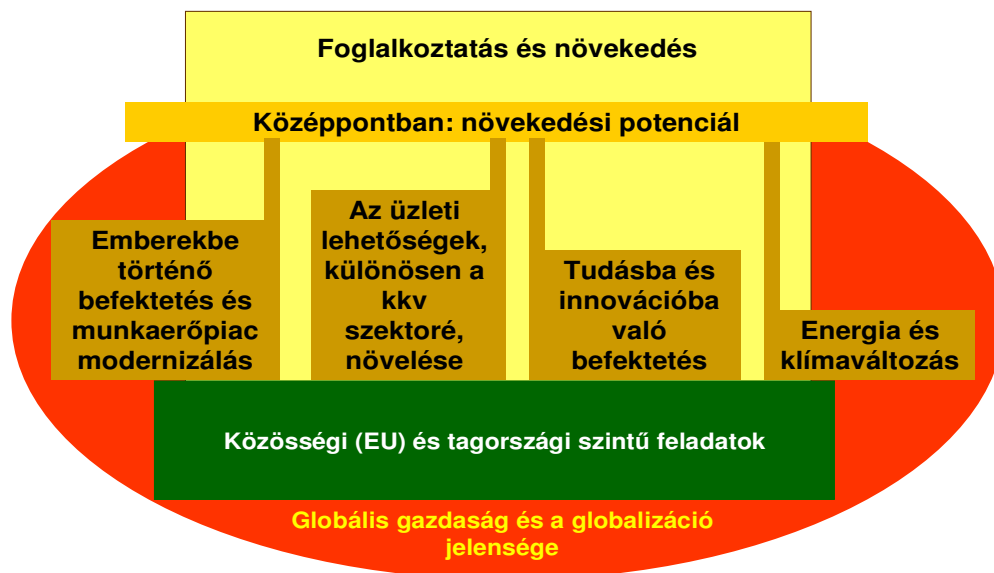 Foglalkoztatás és növekedés
Középpontban: növekedési potenciál
Emberekbe
történő
befektetés és
munkaerőpiac
modernizálás
Az üzleti
lehetőségek,
különösen a
kkv
szektoré,
növelése
Tudásba és
innovációba
való
befektetés
Energia és
klímaváltozás
Közösségi (EU) és tagországi szintű feladatok
Globális gazdaság és a globalizáció
jelensége